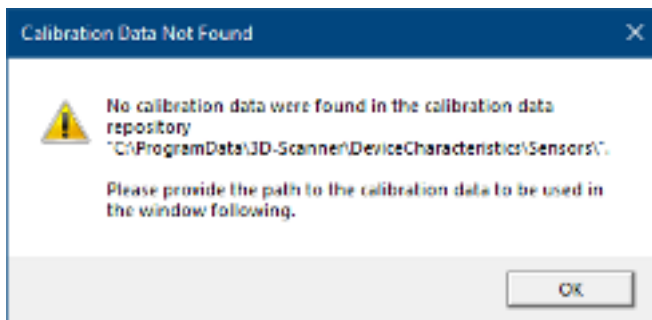 Calibration Data Not Found
No calibration data were found in the calibration data
repository
"C:\ProgramData\3D-Scanner\DeviceCharacteristics\Sensors\".
Please provide the path to the calibration data to be used in
the window following.
OK